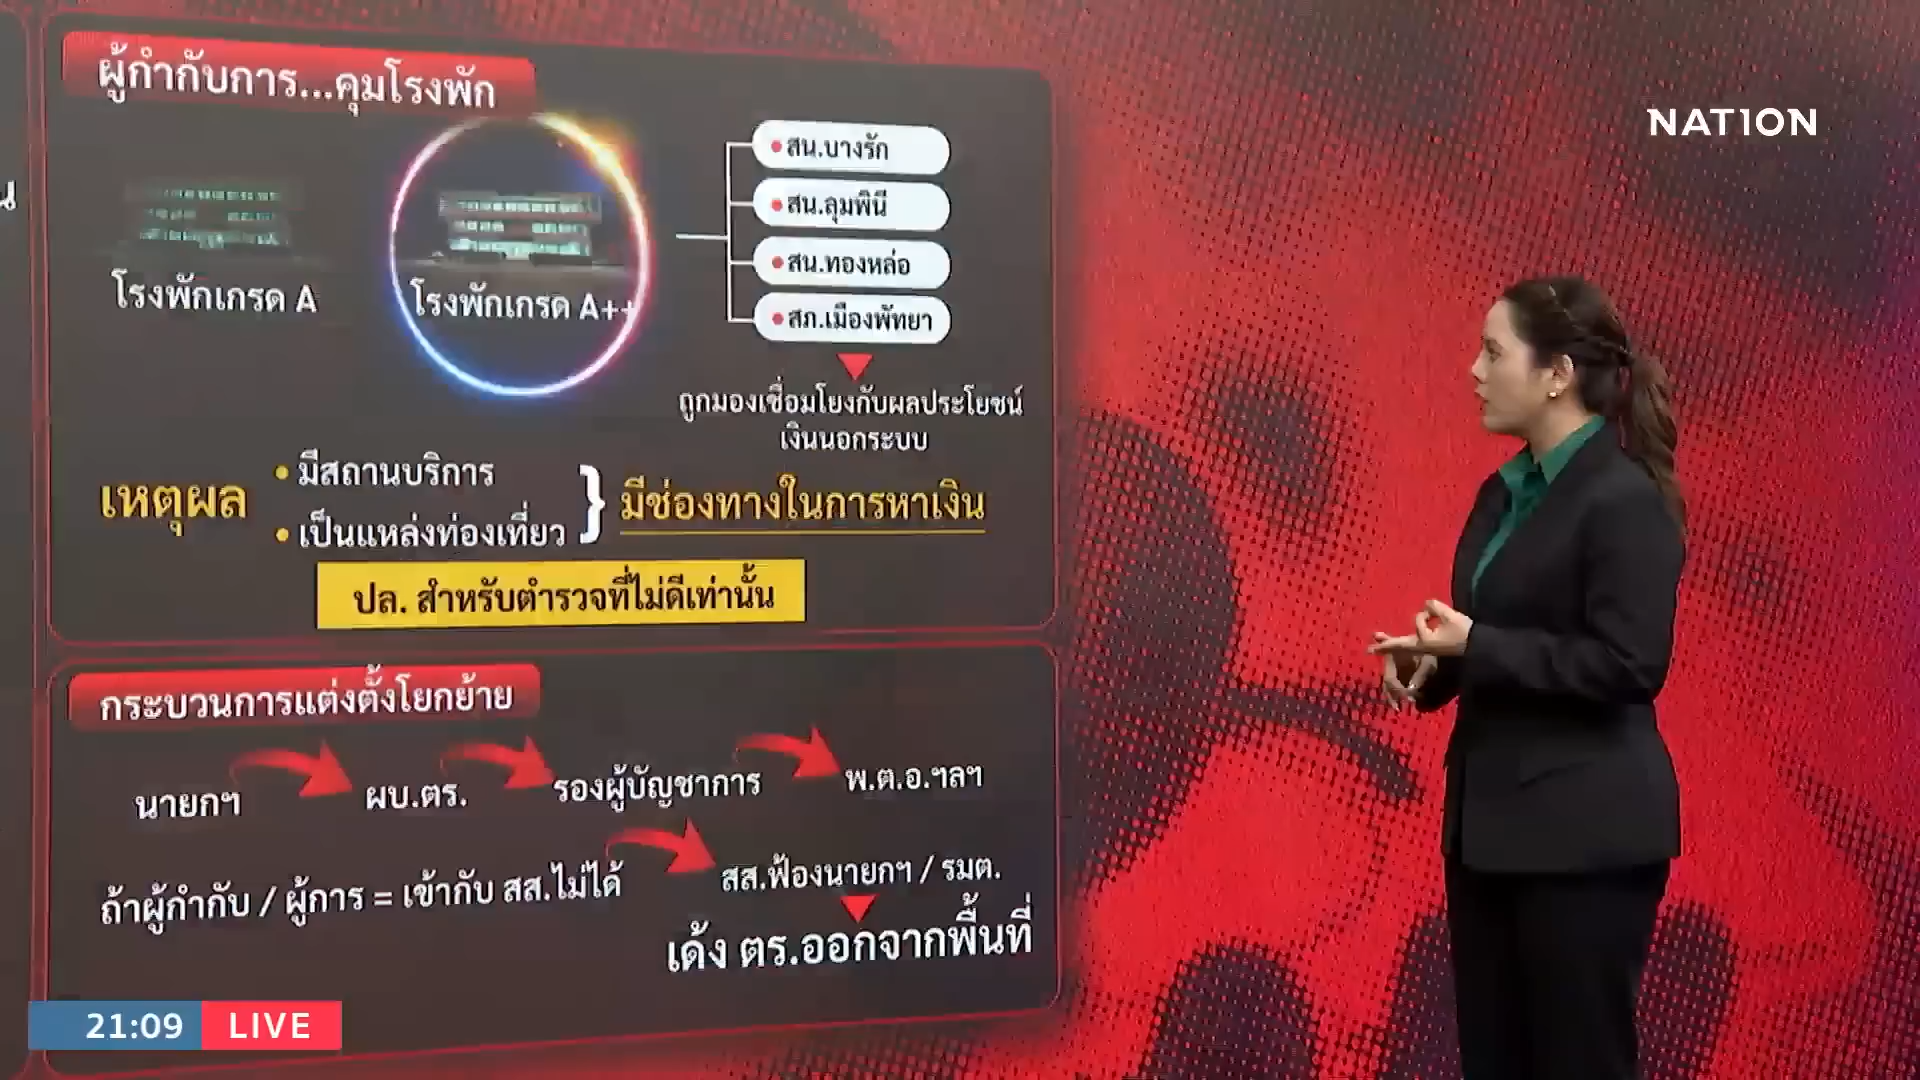 ผู้กำกับการ...คุมโรงพัก
NATION
น
โรงพักเกรด A
โรงพักเกรด A++
สน.บางรัก
สน.ลุมพินี
สน.ทองหล่อ
สภ.เมืองพัทยา
ถูกมองเชื่อมโยงกับผลประโยชน์
เงินนอกระบบ
เหตุผล
• มีสถานบริการ
• เป็นแหล่งท่องเที่ยว
} มีช่องทางในการหาเงิน
ปล. สำหรับตำรวจที่ไม่ดีเท่านั้น
กระบวนการแต่งตั้งโยกย้าย
นายกฯ
ผบ.ตร.
รองผู้บัญชาการ
พ.ต.อ.ฯลฯ
ถ้าผู้กำกับ / ผู้การ = เข้ากับ สส.ไม่ได้
สส.ฟ้องนายกฯ / รมต.
เด้ง ตร.ออกจากพื้นที่
21:09 LIVE